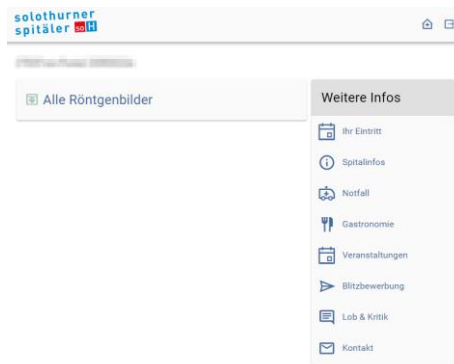 solothurner
spitäler soH
Alle Röntgenbilder
Weitere Infos
Ihr Eintritt
Spitalinfos
Notfall
Gastronomie
Veranstaltungen
Blitzbewerbung
Lob & Kritik
Kontakt